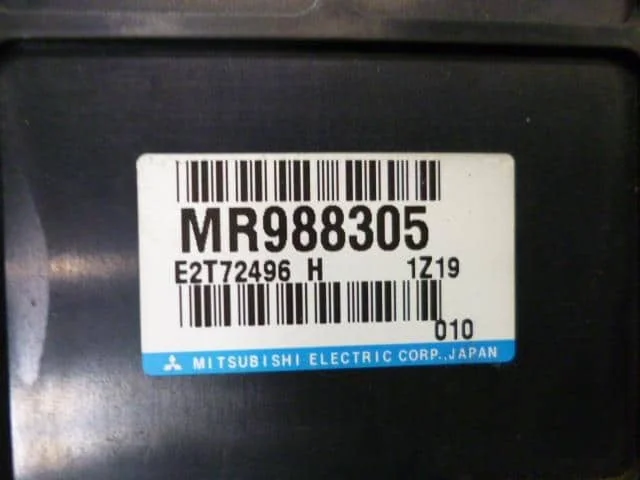 MR988305
E2T72496 H 1Z19
010
MITSUBISHI ELECTRIC CORP., JAPAN